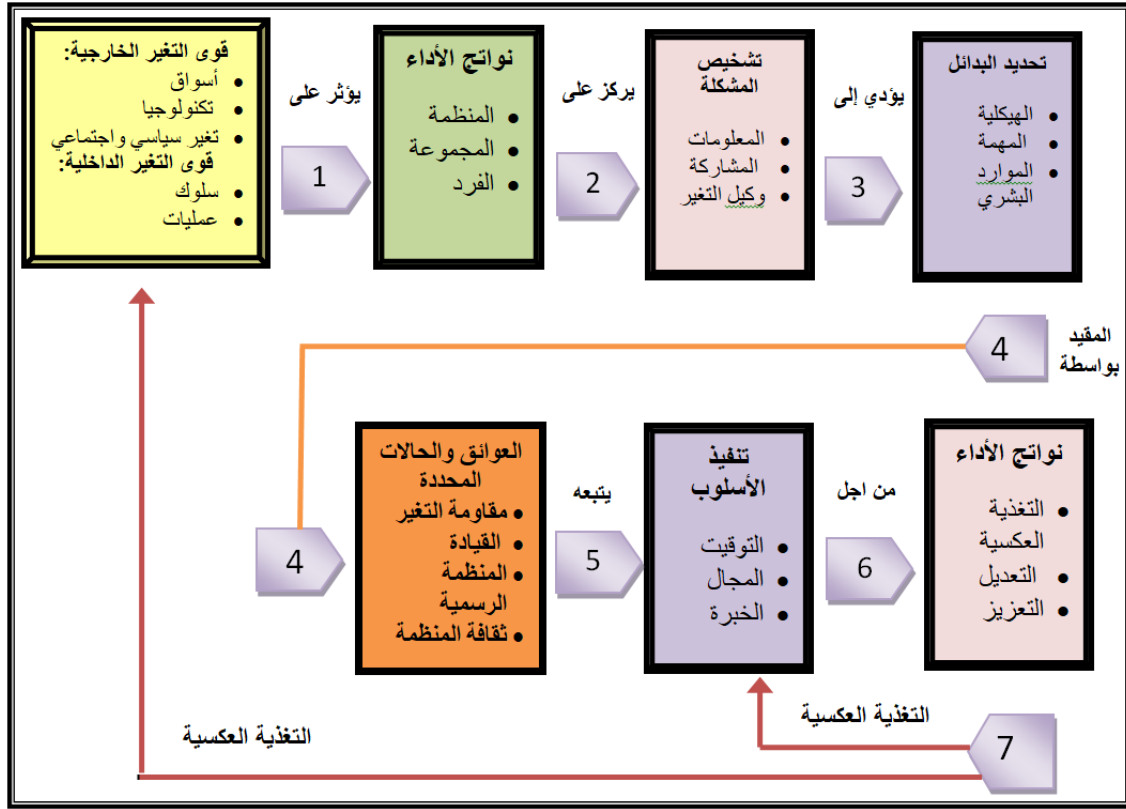 قوى التغير الخارجية:
أسواق
تكنولوجيا
تغير سياسي واجتماعي
قوى التغير الداخلية:
سلوك
عمليات
يؤثر على
1
نواتج الأداء
المنظمة
المجموعة
الفرد
يركز على
2
تشخيص
المشكلة
المعلومات
المشاركة
وكيل التغير
يؤدي إلى
3
تحديد البدائل
الهيكلية
المهمة
الموارد
البشري
4
المقيد
بواسطة
4
العوائق والحالات
المحددة
مقاومة التغير
القيادة
المنظمة
الرسمية
ثقافة المنظمة
يتبعه
5
تنفيذ
الأسلوب
التوقيت
المجال
الخبرة
من اجل
6
نواتج الأداء
التغذية
العكسية
التعديل
التعزيز
التغذية العكسية
7
التغذية العكسية